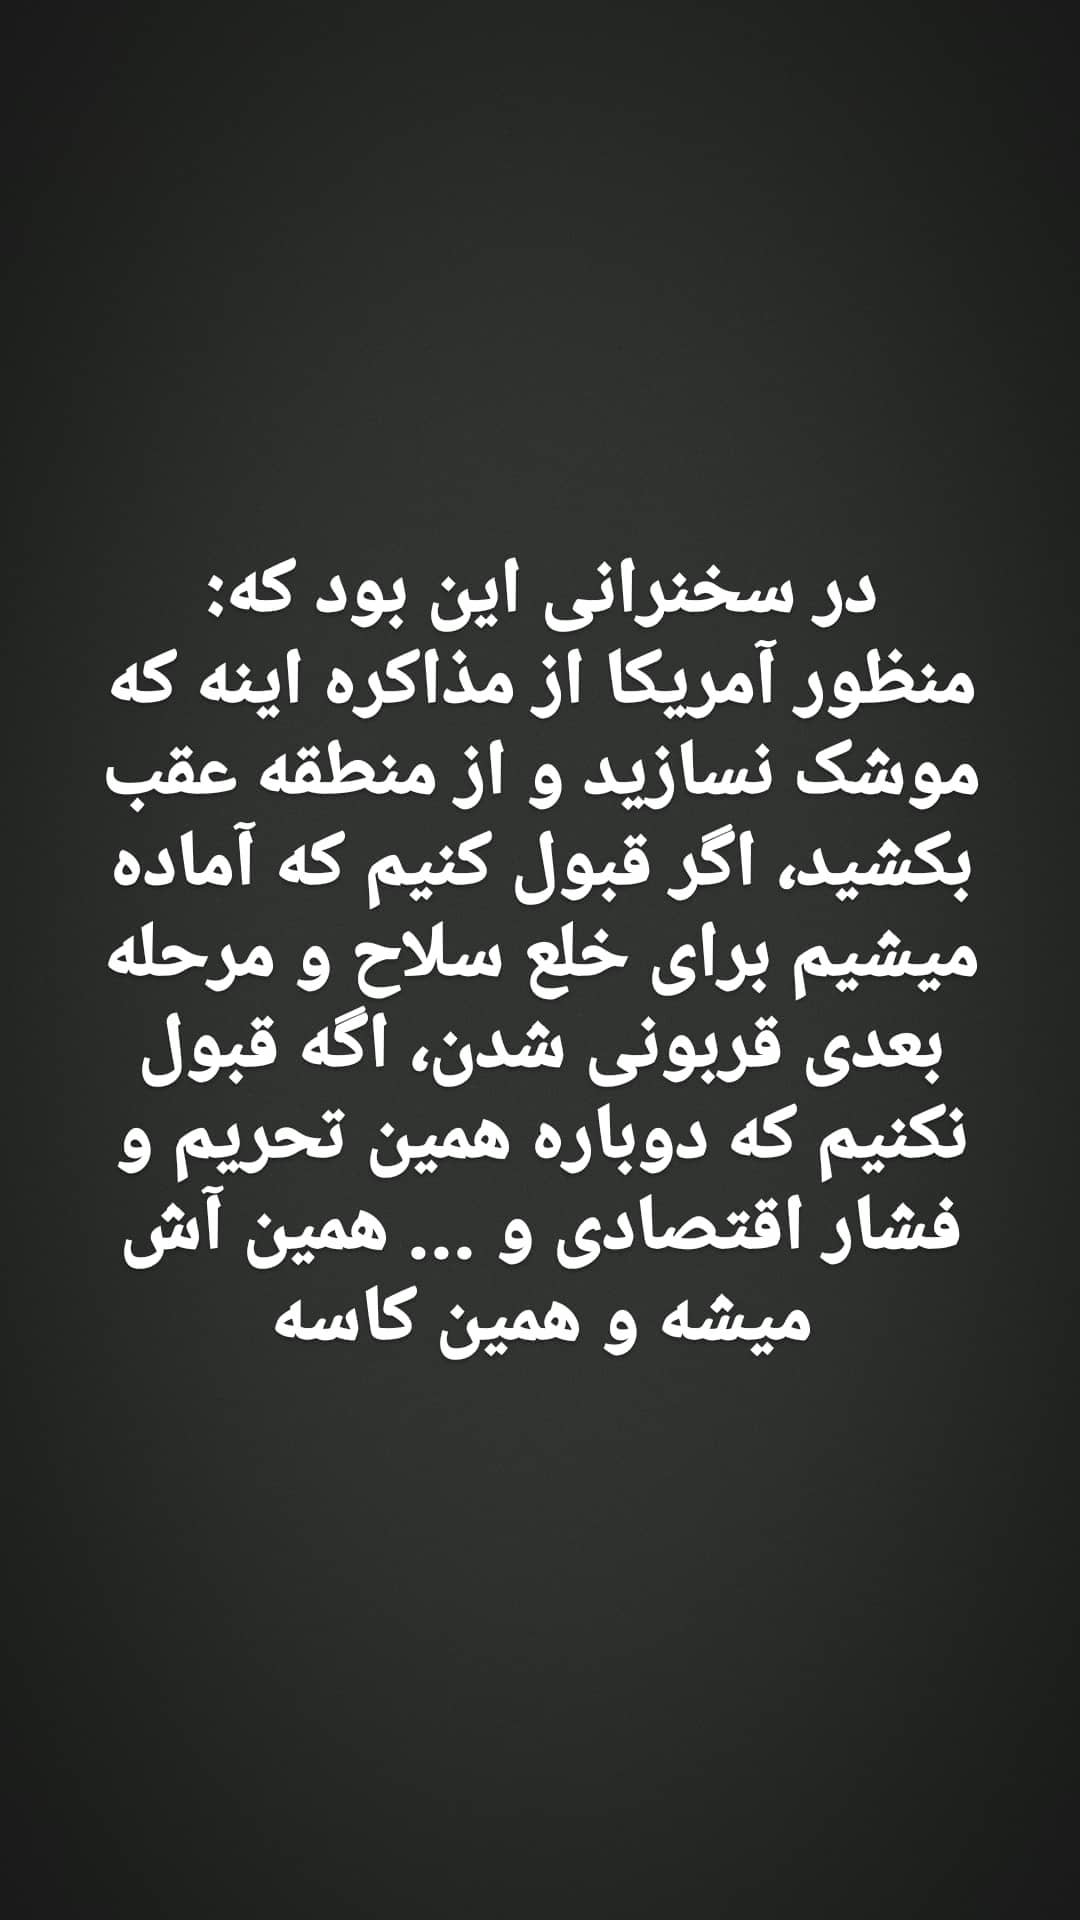 در سخنرانی این بود که:
منظور آمریکا از مذاکره اینه که
موشک نسازید و از منطقه عقب
بکشید، اگر قبول کنیم که آماده
میشیم برای خلع سلاح و مرحله
بعدی قربونی شدن، اگه قبول
نکنیم که دوباره همین تحریم و
فشار اقتصادی و ... همین آش
میشه و همین کاسه